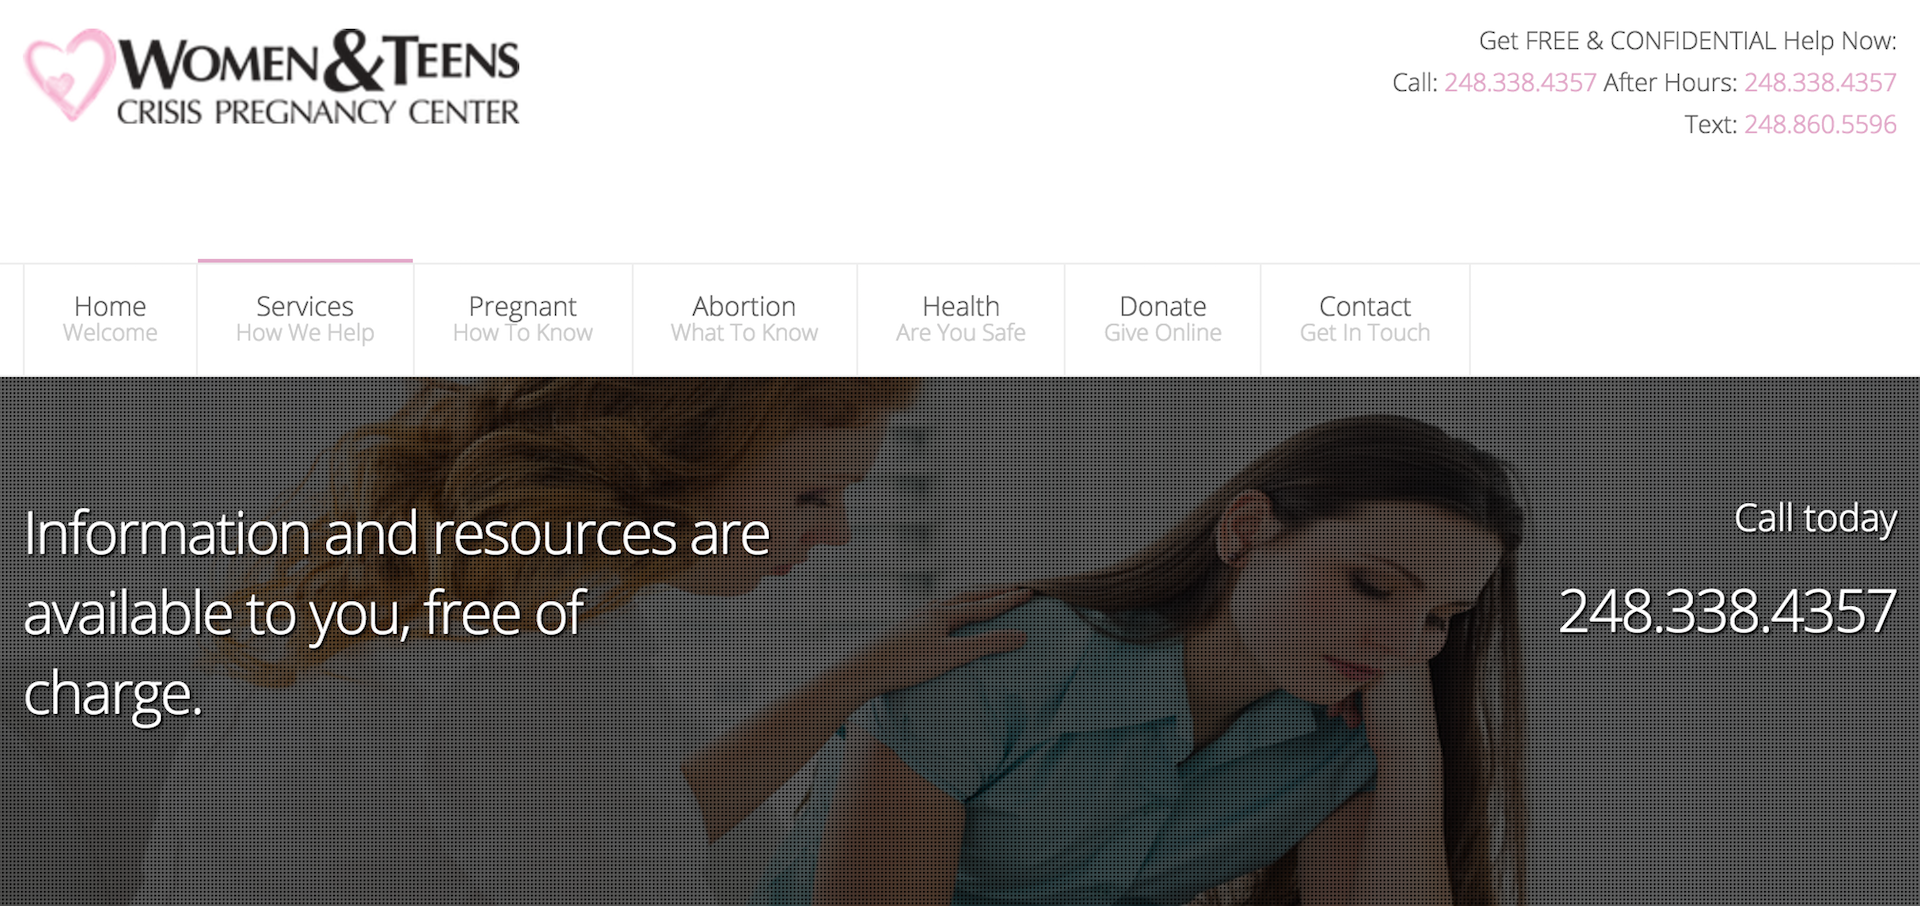 WOMEN & TEENS
CRISIS PREGNANCY CENTER
Get FREE & CONFIDENTIAL Help Now:
Call: 248.338.4357 After Hours: 248.338.4357
Text: 248.860.5596
Home
Welcome
Services
How We Help
Pregnant
How To Know
Abortion
What To Know
Health
Are You Safe
Donate
Give Online
Contact
Get In Touch
Information and resources are
available to you, free of
charge.
Call today
248.338.4357